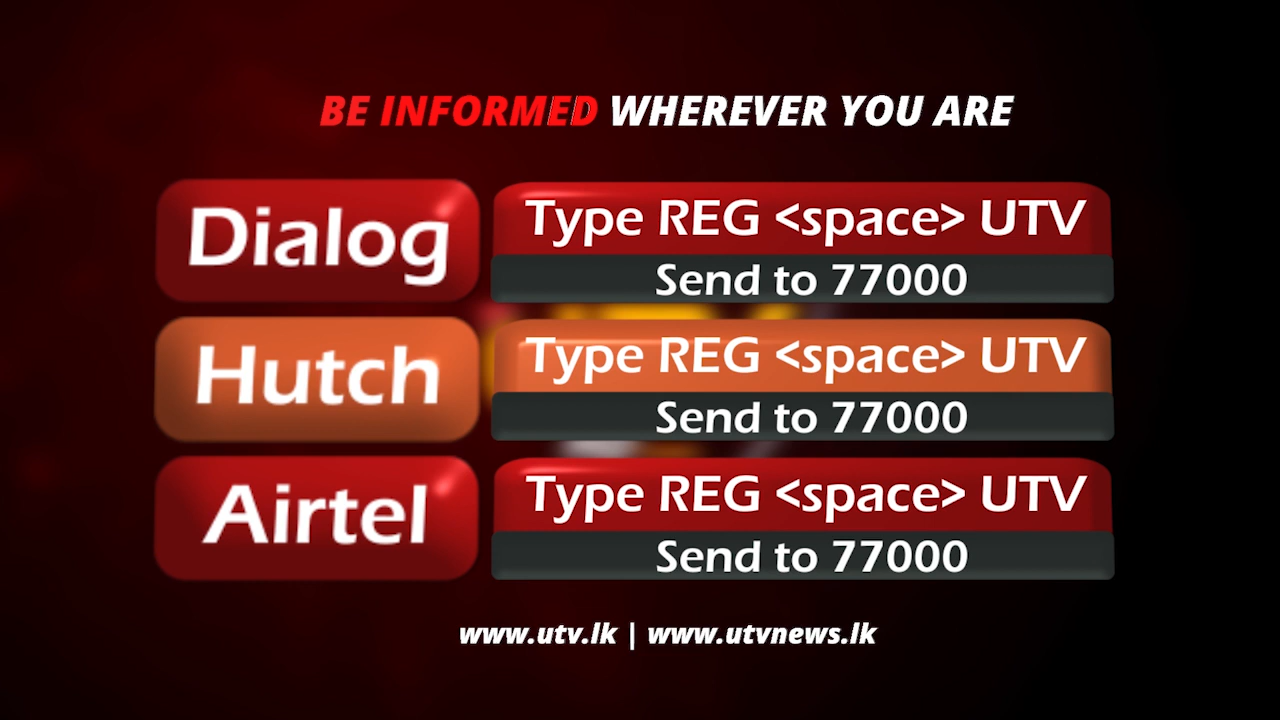 BE INFORMED WHEREVER YOU ARE
Dialog
Type REG <space> UTV
Send to 77000
Hutch
Type REG <space> UTV
Send to 77000
Airtel
Type REG <space> UTV
Send to 77000
www.utv.lk | www.utvnews.lk